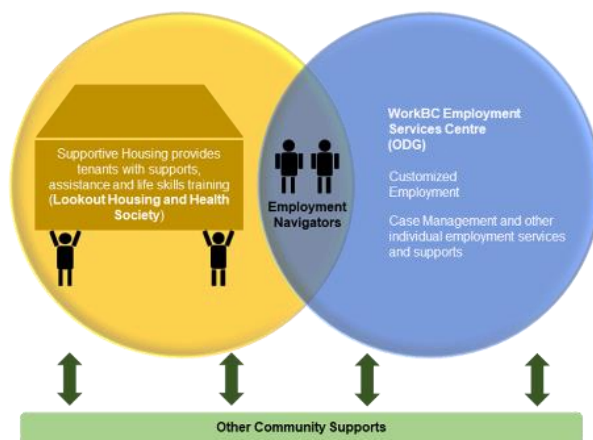 Supportive Housing provides
tenants with supports,
assistance and life skills training
(Lookout Housing and Health
Society)
Employment
Navigators
WorkBC Employment
Services Centre
(ODG)
Customized
Employment
Case Management and other
individual employment services
and supports
Other Community Supports